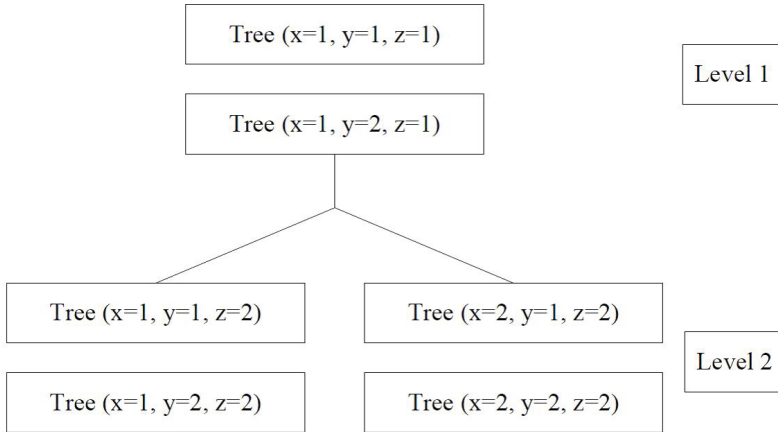 Tree (x=1, y=1, z=1)
Level 1
Tree (x=1, y=2, z=1)
Tree (x=1, y=1, z=2)
Tree (x=2, y=1, z=2)
Level 2
Tree (x=1, y=2, z=2)
Tree (x=2, y=2, z=2)